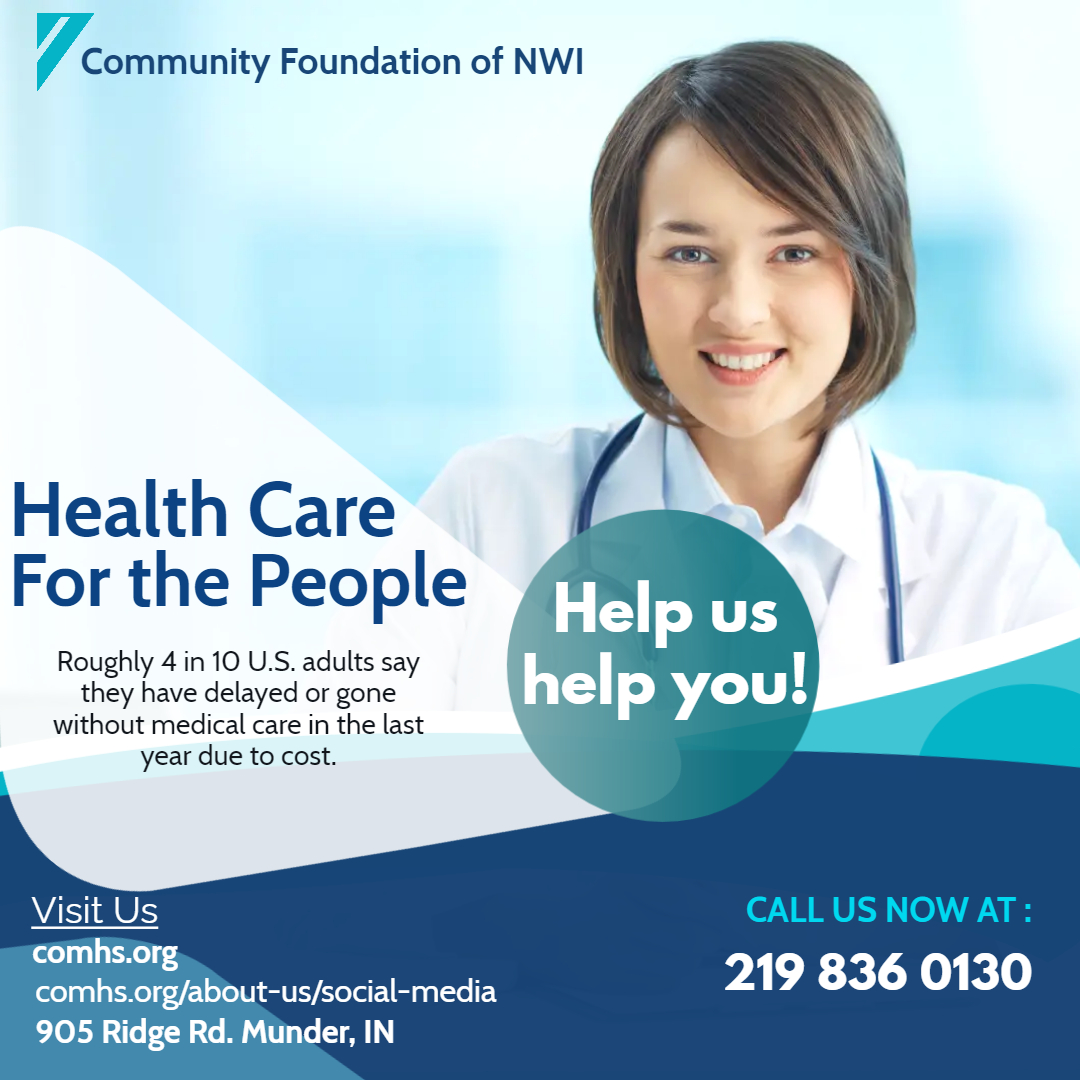 Community Foundation of NWI
Health Care
For the People
Roughly 4 in 10 U.S. adults say
they have delayed or gone
without medical care in the last
year due to cost.
Help us
help you!
Visit Us
comhs.org
comhs.org/about-us/social-media
905 Ridge Rd. Munder, IN
CALL US NOW AT :
219 836 0130